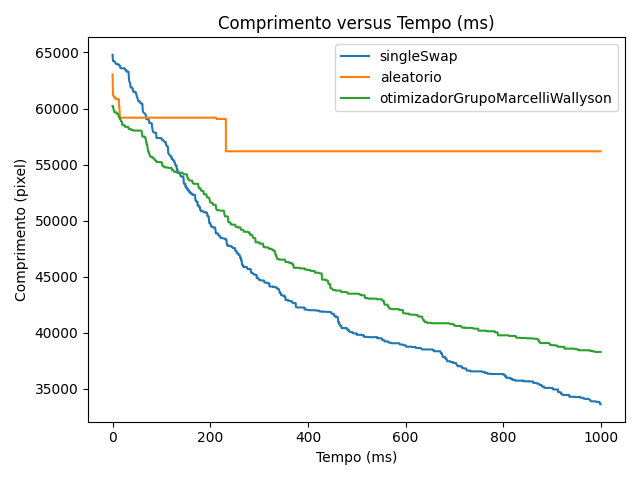 Comprimento versus Tempo (ms)
singleSwap
aleatorio
otimizadorGrupoMarcelliWallyson
Comprimento (pixel)
65000
60000
55000
50000
45000
40000
35000
0 200 400 600 800 1000
Tempo (ms)